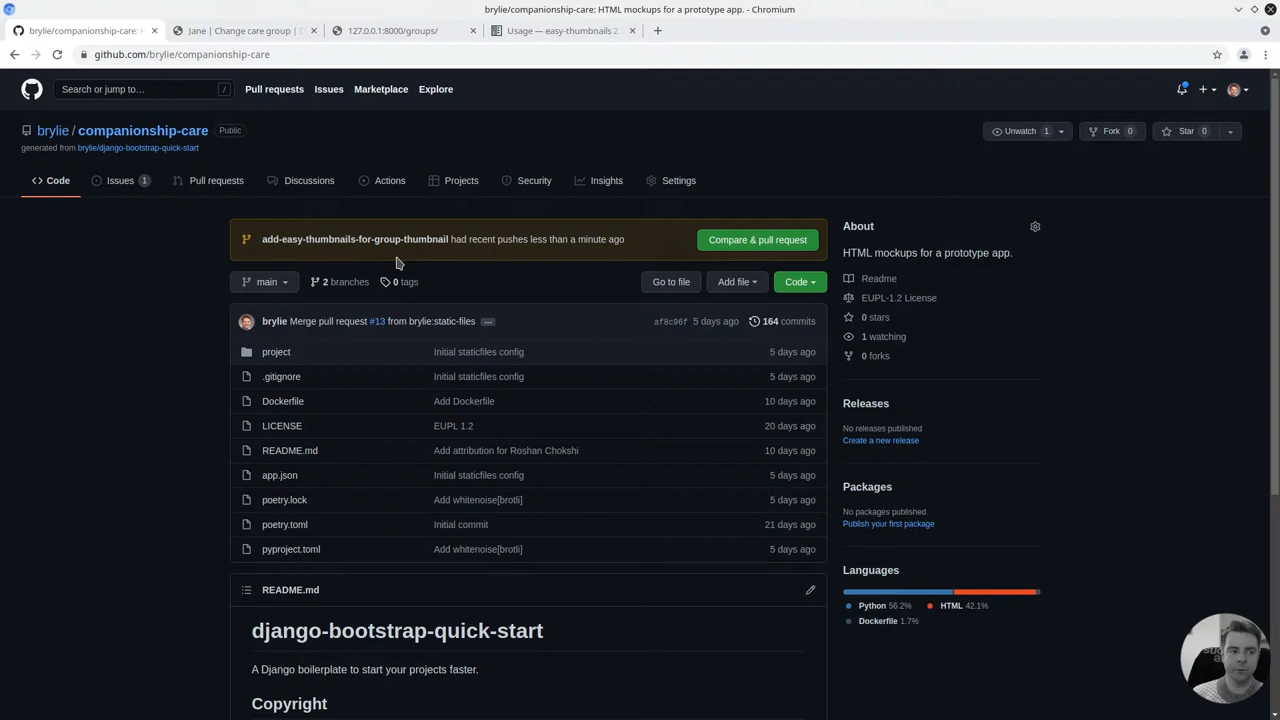 brylie/companionship-care: HTML mockups for a prototype app. - Chromium
brylie/companionship-care: H
Jane | Change care group | D
127.0.0.1:8000/groups/
Usage — easy-thumbnails 2.
github.com/brylie/companionship-care
Search or jump to… /
Pull requests Issues Marketplace Explore
brylie / companionship-care Public
generated from brylie/django-bootstrap-quick-start
Unwatch 1 Fork 0 Star 0
Code Issues 1 Pull requests Discussions Actions Projects Security Insights Settings
add-easy-thumbnails-for-group-thumbnail had recent pushes less than a minute ago Compare & pull request
main 2 branches 0 tags Go to file Add file Code
brylie Merge pull request #13 from brylie:static-files … af8c96f 5 days ago 164 commits
project Initial staticfiles config 5 days ago
.gitignore Initial staticfiles config 5 days ago
Dockerfile Add Dockerfile 10 days ago
LICENSE EUPL 1.2 20 days ago
README.md Add attribution for Roshan Chokshi 10 days ago
app.json Initial staticfiles config 5 days ago
poetry.lock Add whitenoise[brotli] 5 days ago
poetry.toml Initial commit 21 days ago
pyproject.toml Add whitenoise[brotli] 5 days ago
README.md
django-bootstrap-quick-start
A Django boilerplate to start your projects faster.
Copyright
About
HTML mockups for a prototype app.
Readme
EUPL-1.2 License
0 stars
1 watching
0 forks
Releases
No releases published
Create a new release
Packages
No packages published
Publish your first package
Languages
Python 56.2% HTML 42.1%
Dockerfile 1.7%